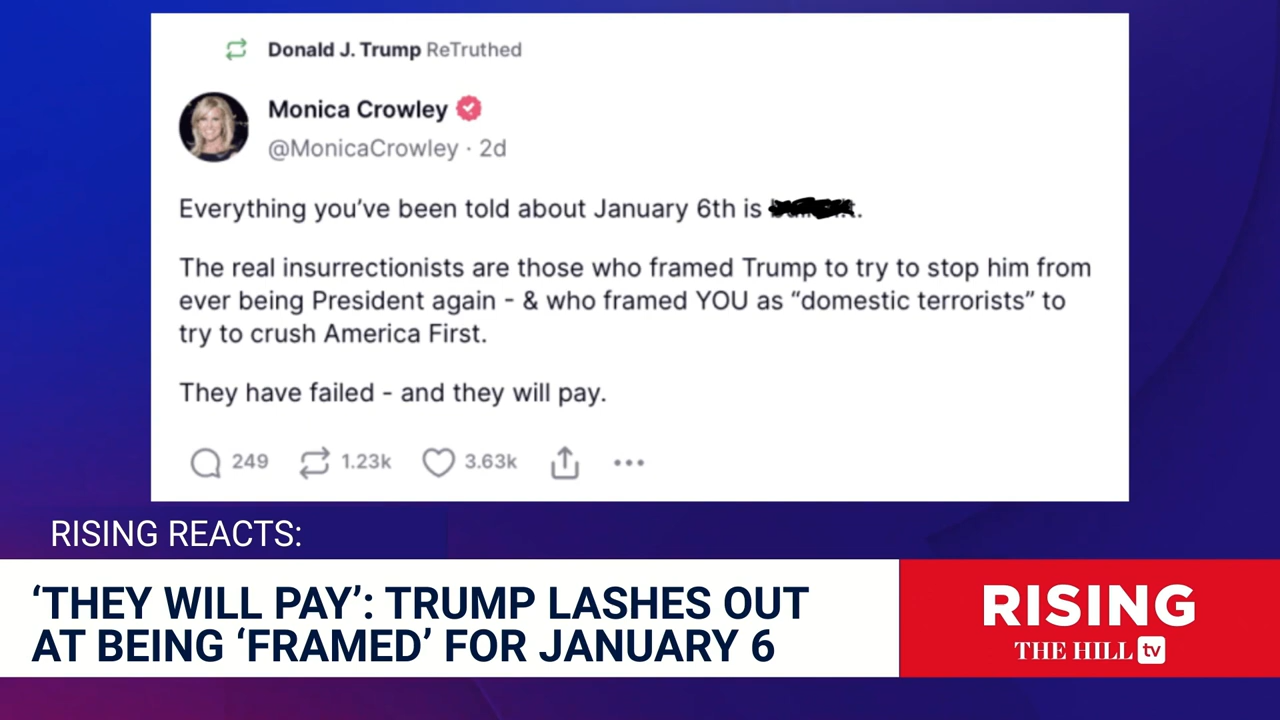 Donald J. Trump ReTruthed
Monica Crowley
@MonicaCrowley · 2d
Everything you’ve been told about January 6th is .
The real insurrectionists are those who framed Trump to try to stop him from
ever being President again - & who framed YOU as “domestic terrorists” to
try to crush America First.
They have failed - and they will pay.
249 1.23k 3.63k
RISING REACTS:
‘THEY WILL PAY’: TRUMP LASHES OUT
AT BEING ‘FRAMED’ FOR JANUARY 6
RISING
THE HILL tv